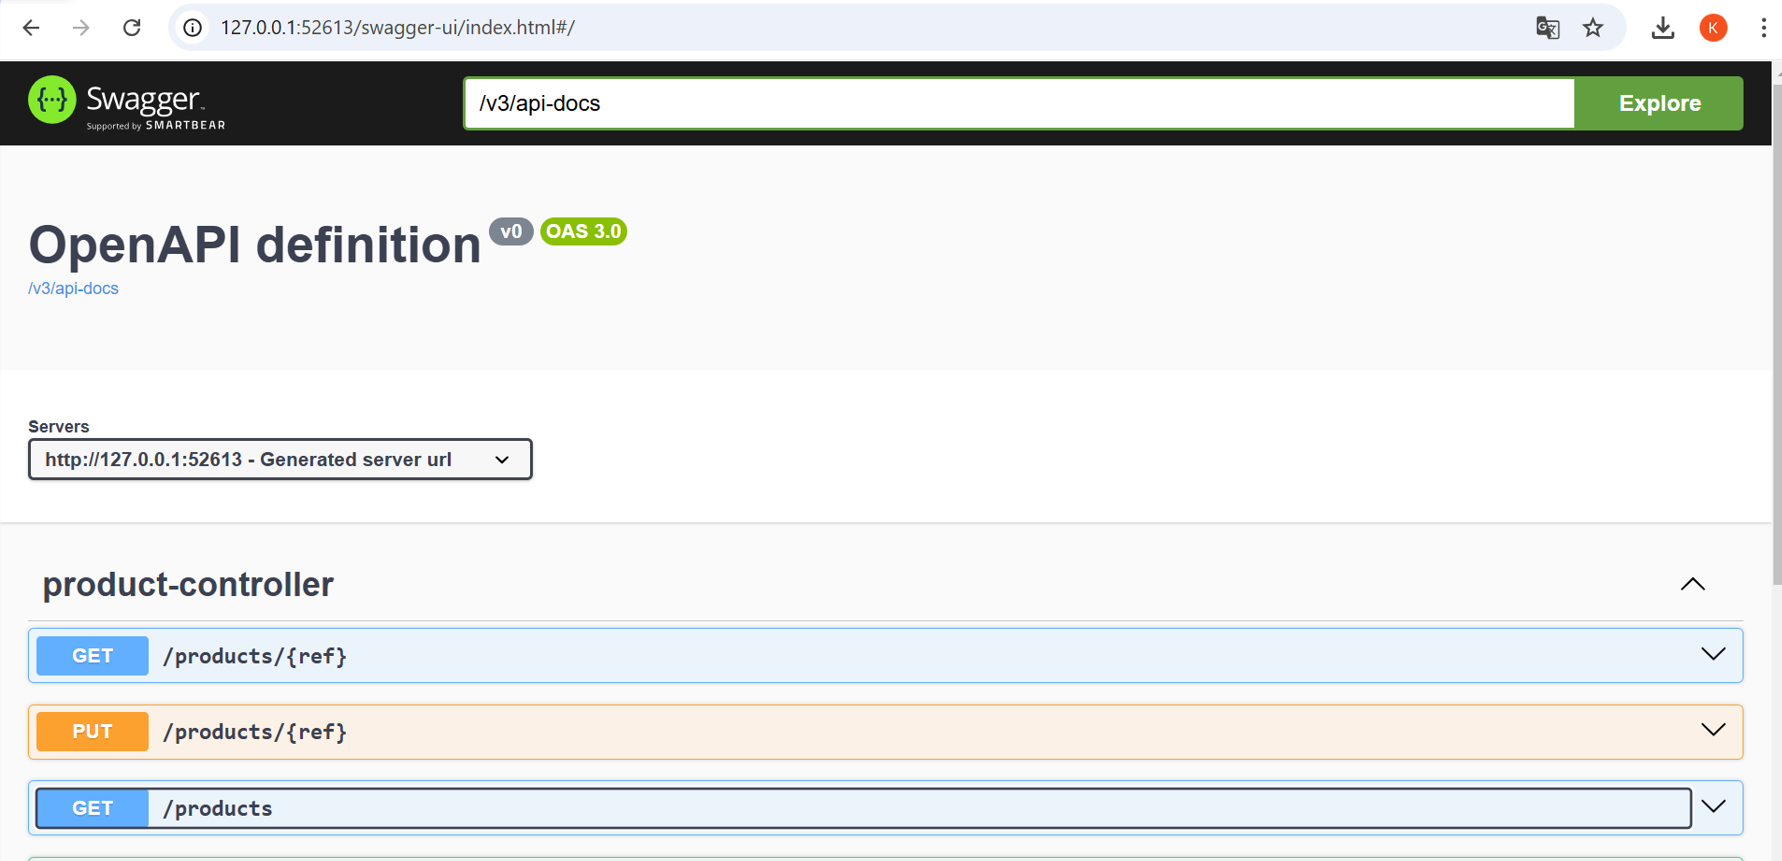 127.0.0.1:52613/swagger-ui/index.html#/
K
Swagger™
Supported by SMARTBEAR
/v3/api-docs
Explore
OpenAPI definition v0 OAS 3.0
/v3/api-docs
Servers
http://127.0.0.1:52613 - Generated server url
product-controller
GET /products/{ref}
PUT /products/{ref}
GET /products